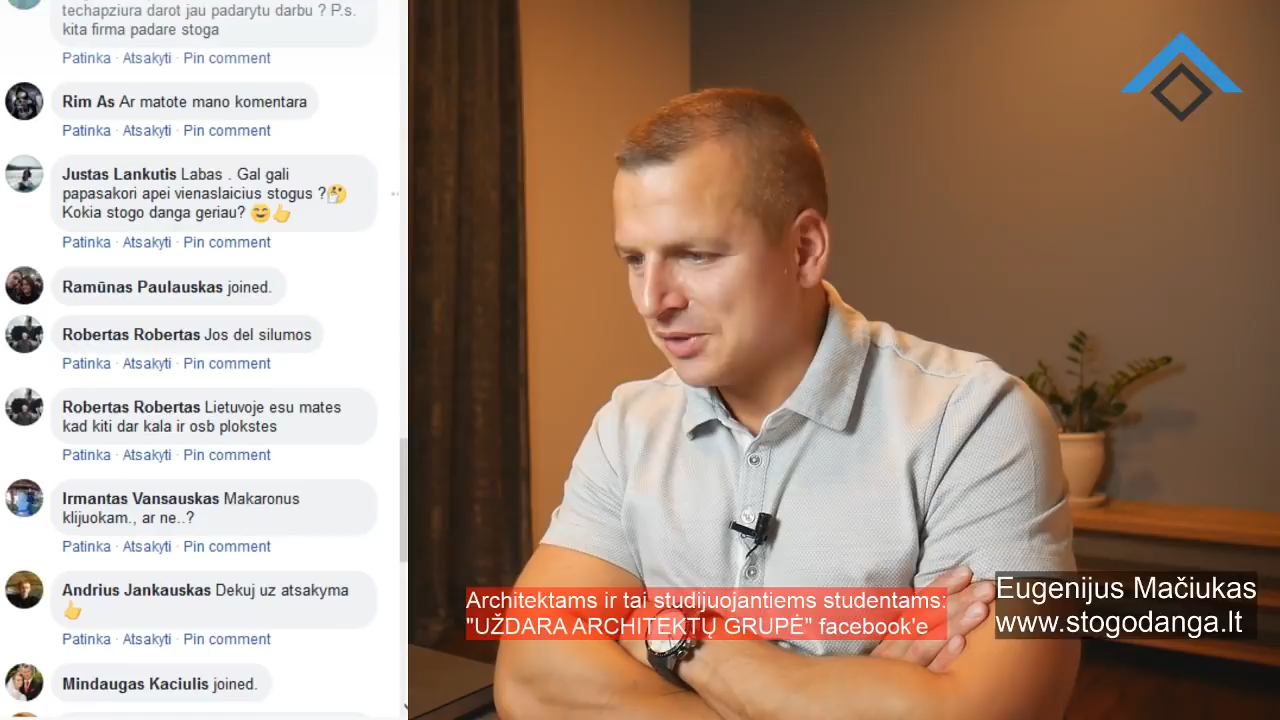 techapziura darot jau padarytu darbu ? P.s.
kita firma padare stoga
Patinka · Atsakyti · Pin comment
Rim As Ar matote mano komentara
Patinka · Atsakyti · Pin comment
Justas Lankutis Labas . Gal gali
papasakori apei vienaslaicius stogus ?🤔
Kokia stogo danga geriau? 😄👍
Patinka · Atsakyti · Pin comment
Ramūnas Paulauskas joined.
Robertas Robertas Jos del silumos
Patinka · Atsakyti · Pin comment
Robertas Robertas Lietuvoje esu mates
kad kiti dar kala ir osb plokstes
Patinka · Atsakyti · Pin comment
Irmantas Vansauskas Makaronus
klijuokam., ar ne..?
Patinka · Atsakyti · Pin comment
Andrius Jankauskas Dekuj uz atsakyma
👍
Patinka · Atsakyti · Pin comment
Mindaugas Kaciulis joined.
Architektams ir tai studijuojantiems studentams:
"UŽDARA ARCHITEKTŲ GRUPĖ" facebook'e
Eugenijus Mačiukas
www.stogodanga.lt